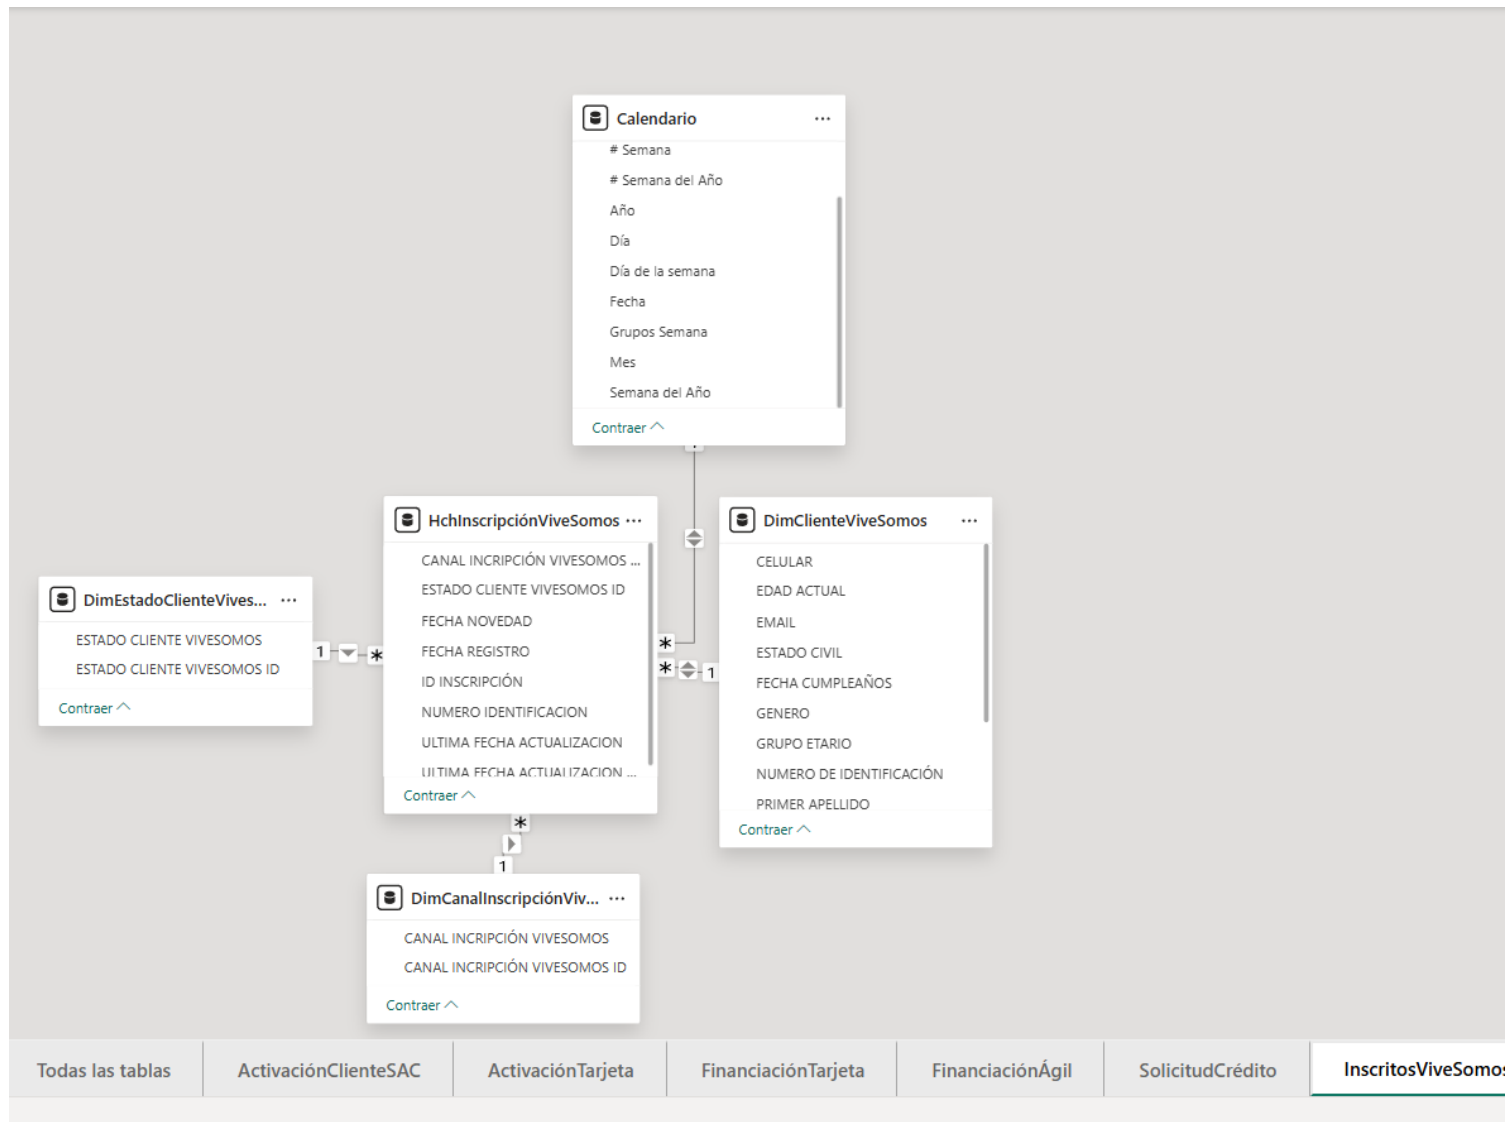 Calendario
# Semana
# Semana del Año
Año
Día
Día de la semana
Fecha
Grupos Semana
Mes
Semana del Año
Contraer
HchInscripciónViveSomos
CANAL INCRIPCIÓN VIVESOMOS ...
ESTADO CLIENTE VIVESOMOS ID
FECHA NOVEDAD
FECHA REGISTRO
ID INSCRIPCIÓN
NUMERO IDENTIFICACION
ULTIMA FECHA ACTUALIZACION
ULTIMA FECHA ACTUALIZACION ...
Contraer
DimClienteViveSomos
CELULAR
EDAD ACTUAL
EMAIL
ESTADO CIVIL
FECHA CUMPLEAÑOS
GENERO
GRUPO ETARIO
NUMERO DE IDENTIFICACIÓN
PRIMER APELLIDO
Contraer
DimEstadoClienteVives...
ESTADO CLIENTE VIVESOMOS
ESTADO CLIENTE VIVESOMOS ID
Contraer
1
*
*
*
1
*
1
DimCanalInscripciónViv...
CANAL INCRIPCIÓN VIVESOMOS
CANAL INCRIPCIÓN VIVESOMOS ID
Contraer
Todas las tablas
ActivaciónClienteSAC
ActivaciónTarjeta
FinanciaciónTarjeta
FinanciaciónÁgil
SolicitudCrédito
InscritosViveSomos